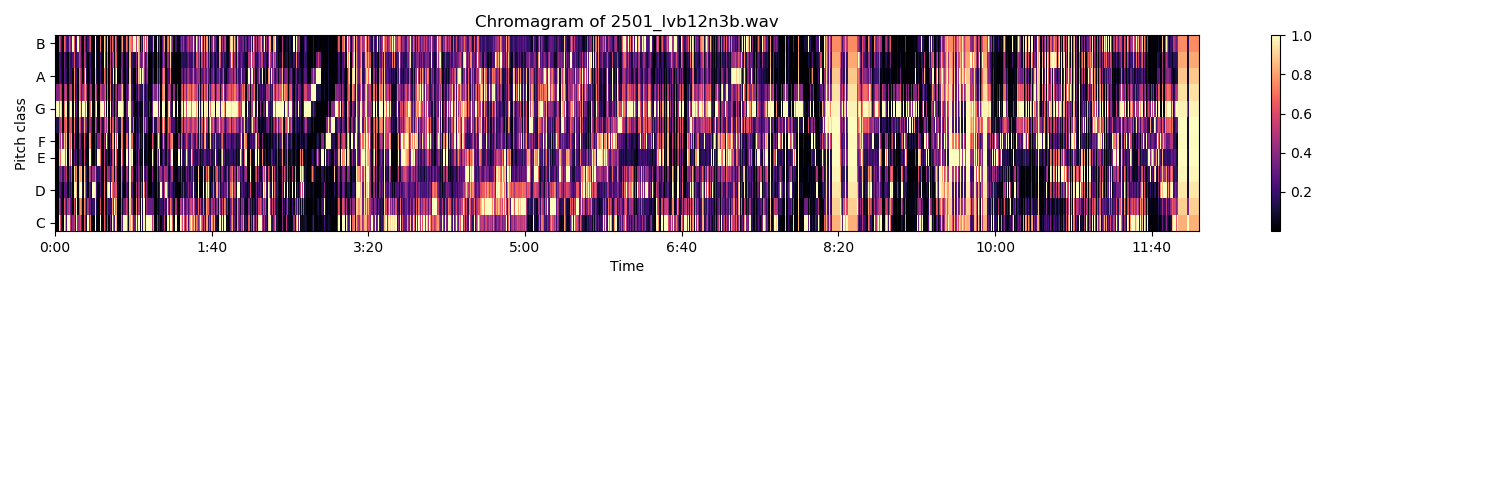 Chromagram of 2501_lvb12n3b.wav
B
A
G
F
E
D
C
Pitch class
0:00 1:40 3:20 5:00 6:40 8:20 10:00 11:40
Time
1.0
0.8
0.6
0.4
0.2